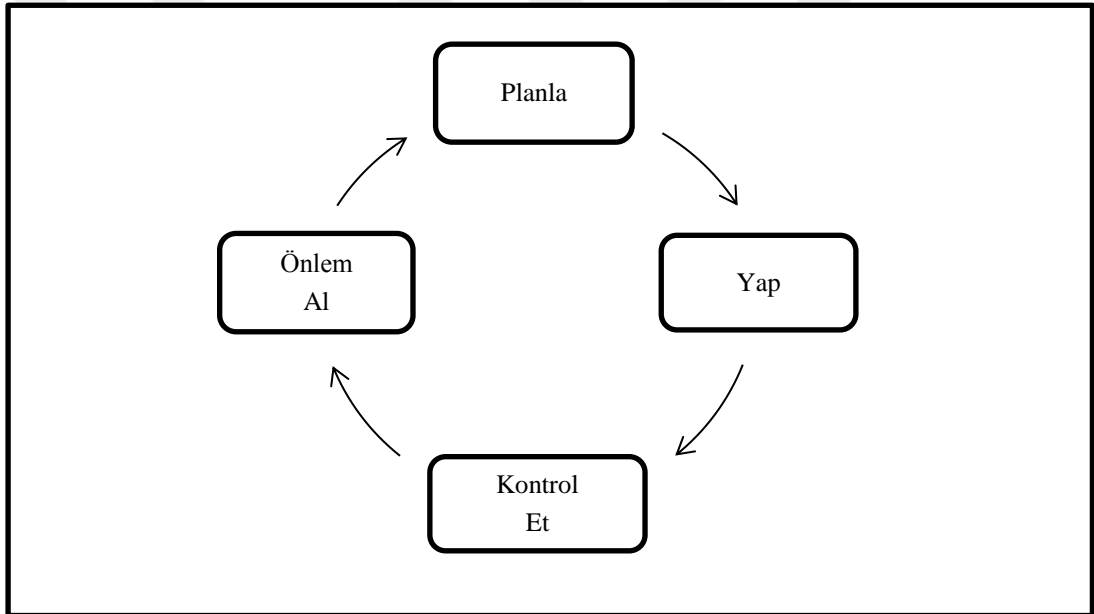 Planla
Yap
Kontrol
Et
Önlem
Al